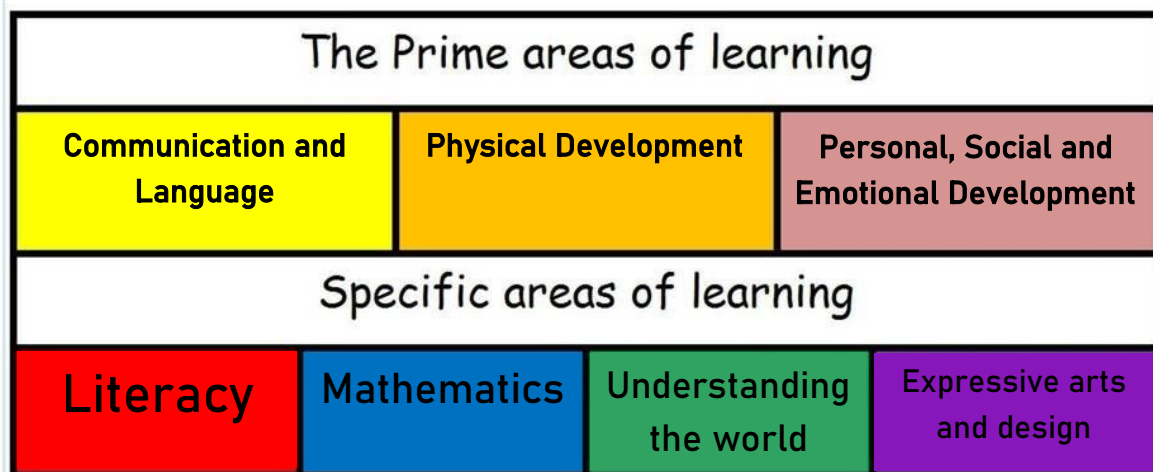 The Prime areas of learning
Communication and
Language
Physical Development
Personal, Social and
Emotional Development
Specific areas of learning
Literacy
Mathematics
Understanding
the world
Expressive arts
and design